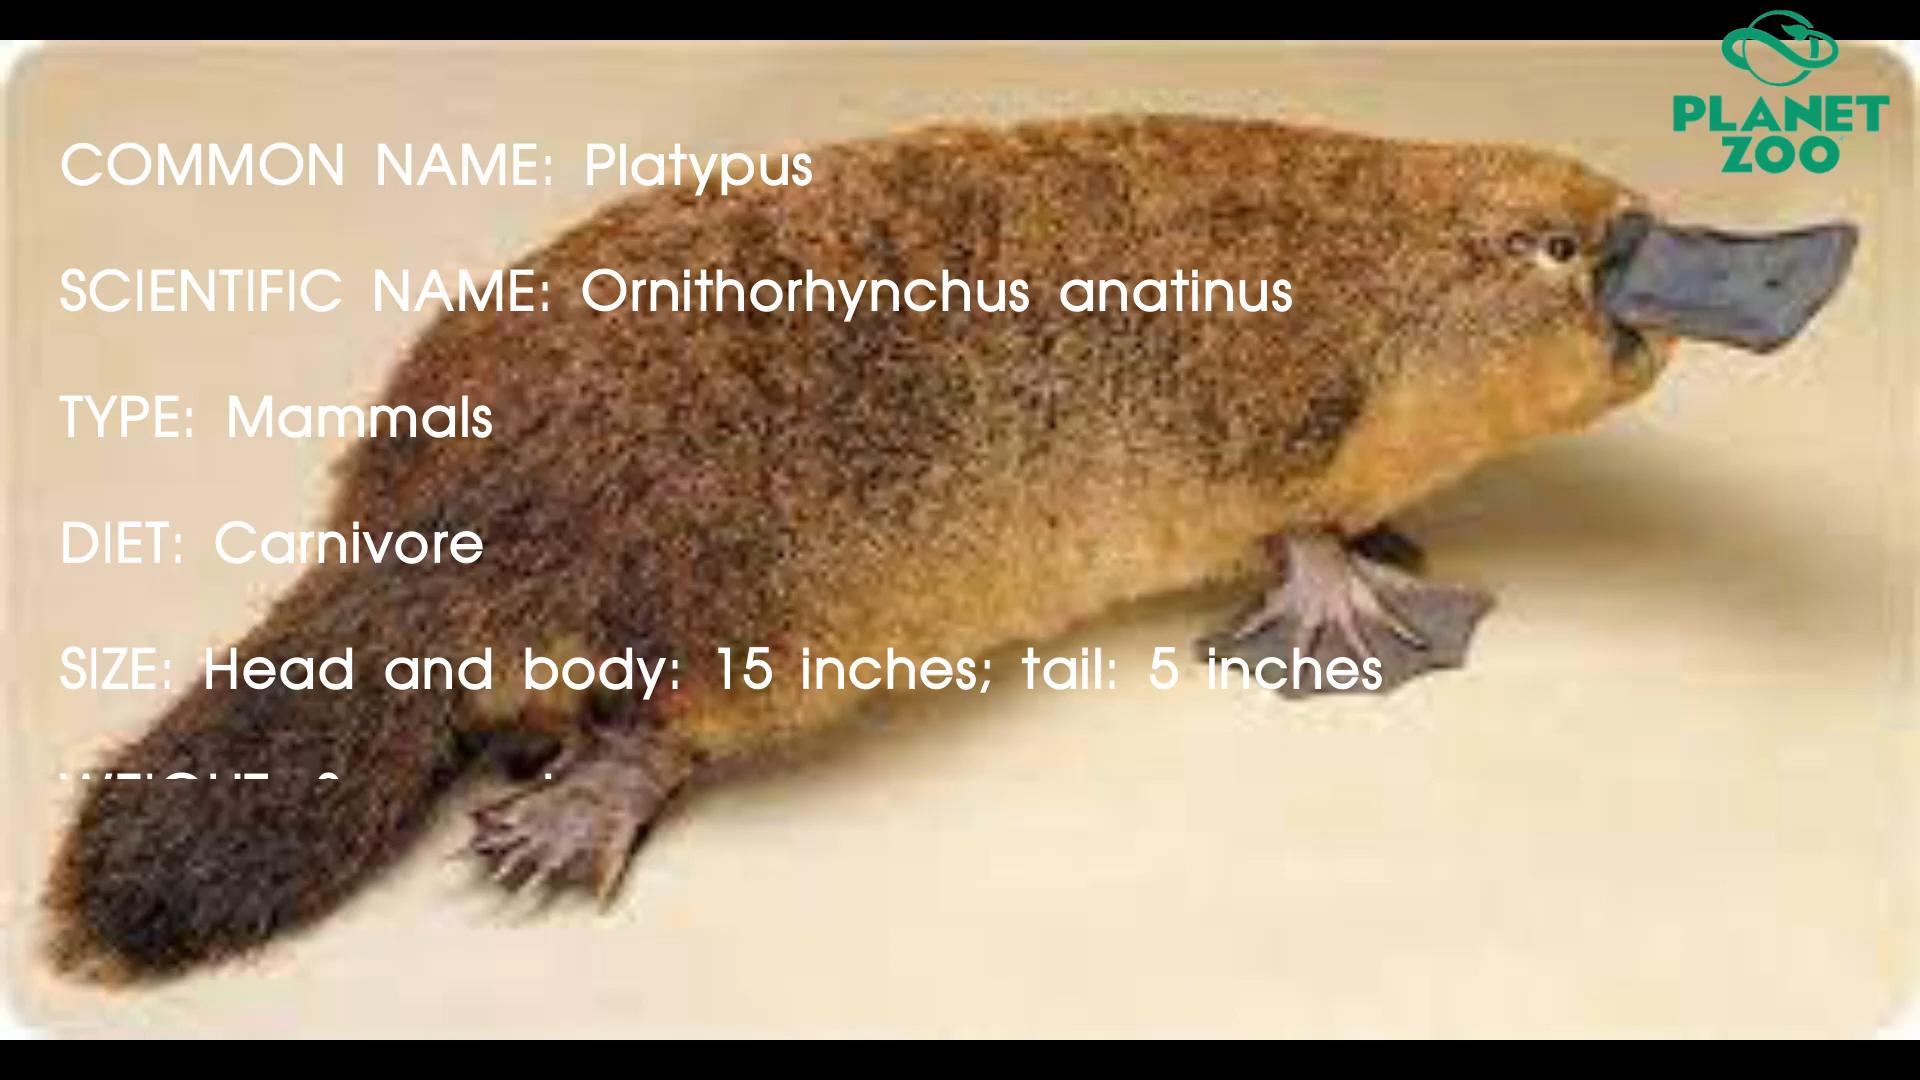 PLANET
ZOO
COMMON NAME: Platypus
SCIENTIFIC NAME: Ornithorhynchus anatinus
TYPE: Mammals
DIET: Carnivore
SIZE: Head and body: 15 inches; tail: 5 inches